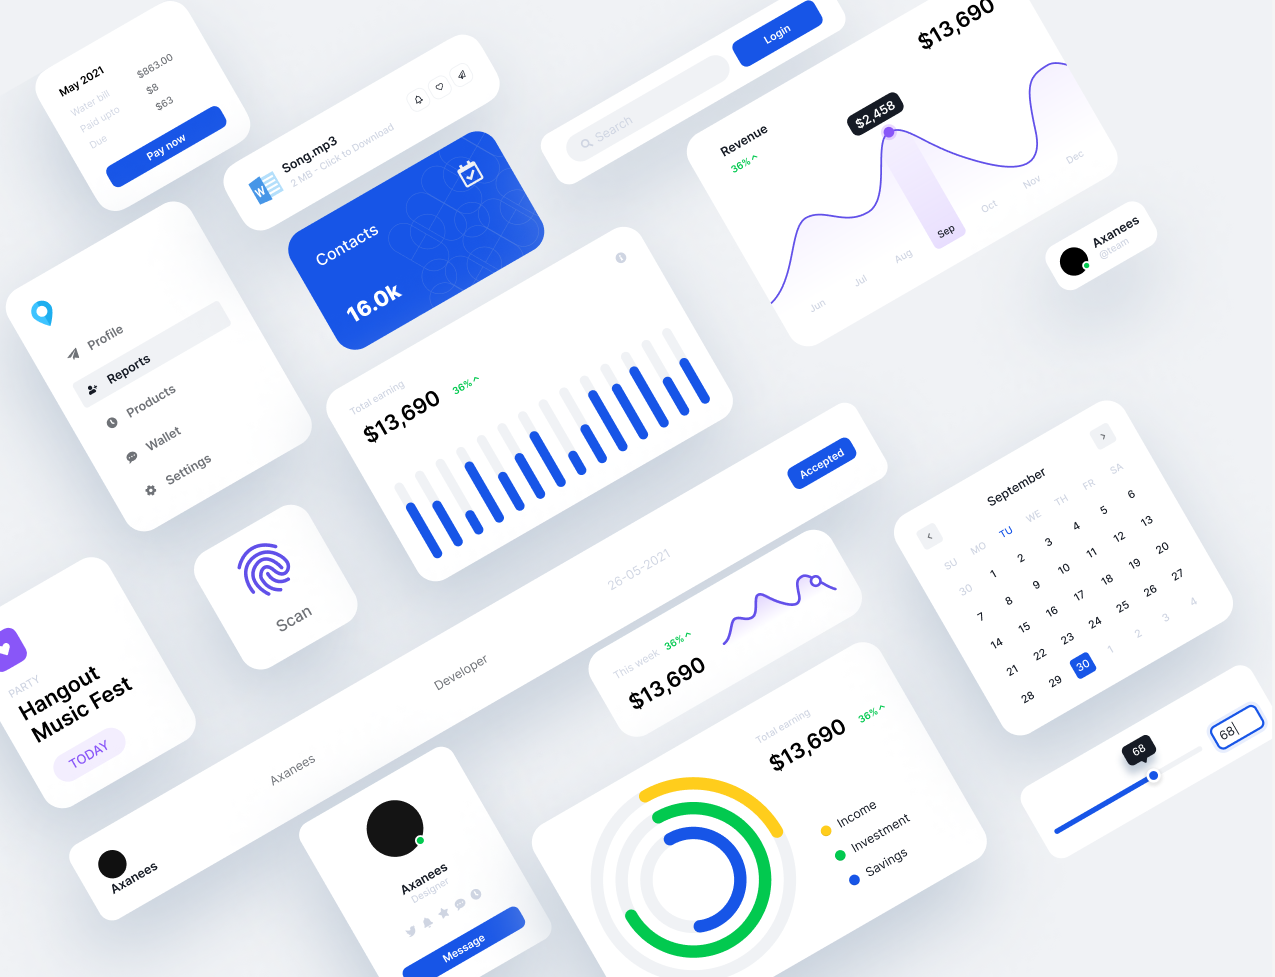 May 2021
Water bill $863.00
Paid upto $8
Due $63
Pay now
Song.mp3
2 MB - Click to Download
W
Contacts
16.0k
Search
Login
$13,690
Revenue
36%
$2,458
Jun Jul Aug Sep Oct Nov Dec
Axanees
@team
Profile
Reports
Products
Wallet
Settings
Total earning
$13,690 36%
Scan
PARTY
Hangout
Music Fest
TODAY
Axanees
Axanees
Developer
26-05-2021
Accepted
This week
$13,690 36%
September
SU MO TU WE TH FR SA
30 1 2 3 4 5 6
7 8 9 10 11 12 13
14 15 16 17 18 19 20
21 22 23 24 25 26 27
28 29 30 1 2 3 4
68
68
Axanees
Designer
Message
Total earning
$13,690 36%
Income
Investment
Savings